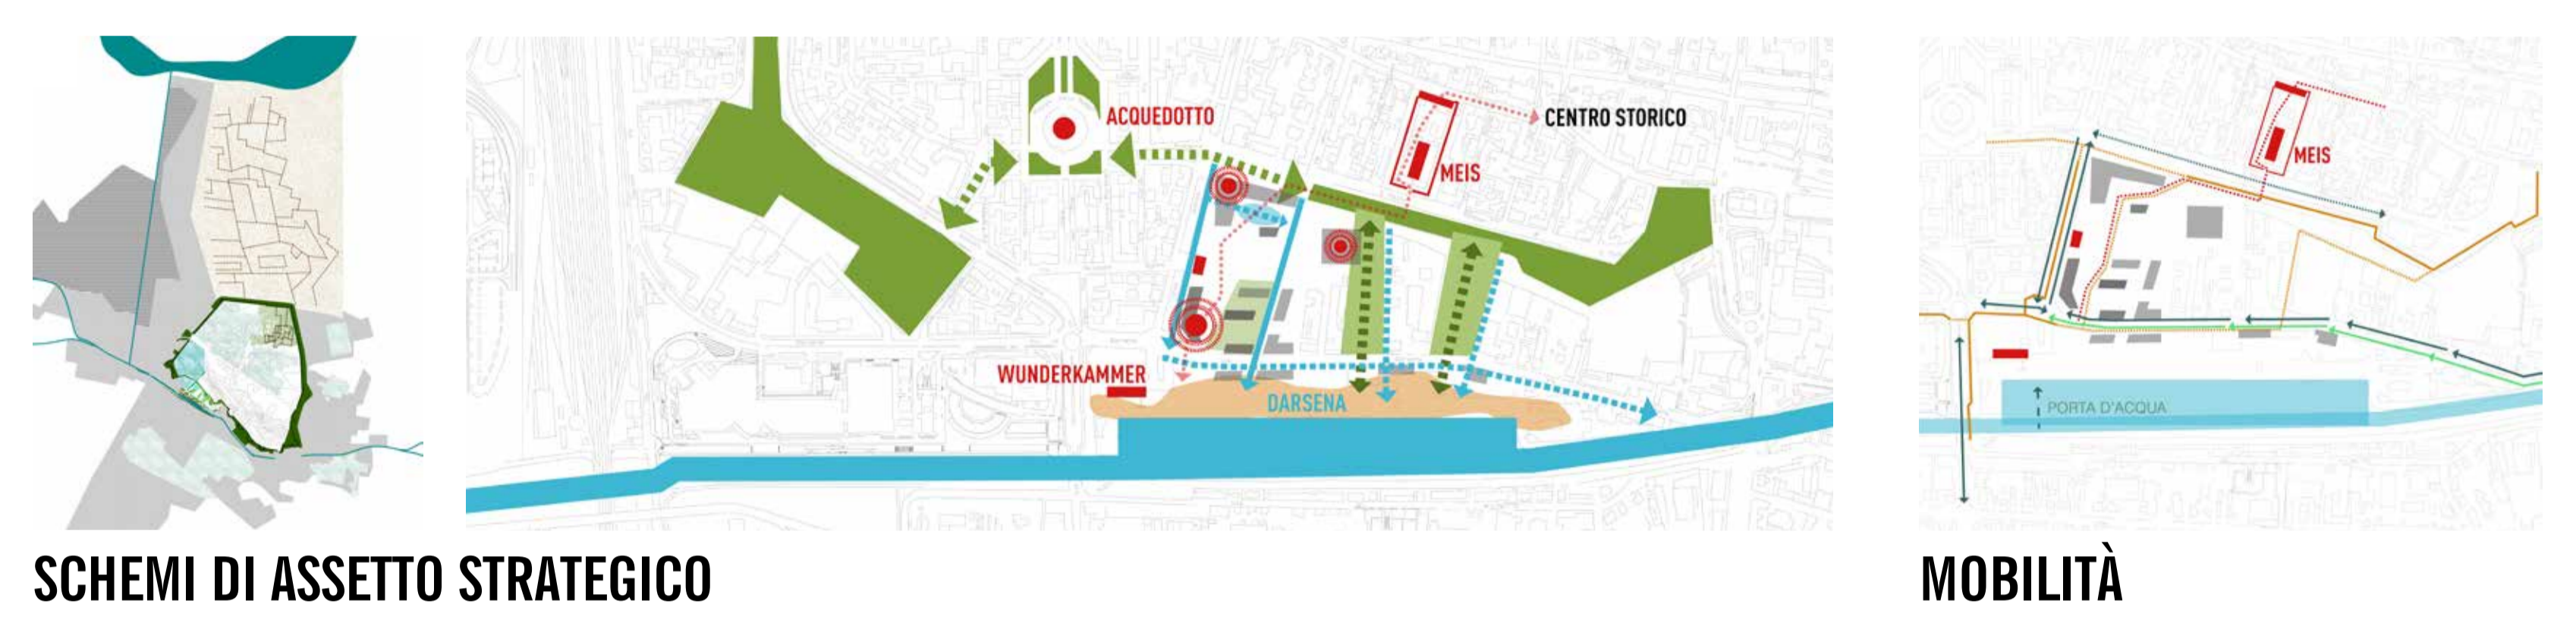 ACQUEDOTTO
CENTRO STORICO
MEIS
WUNDERKAMMER
DARSENA
MEIS
PORTA D'ACQUA
SCHEMI DI ASSETTO STRATEGICO
MOBILITÀ